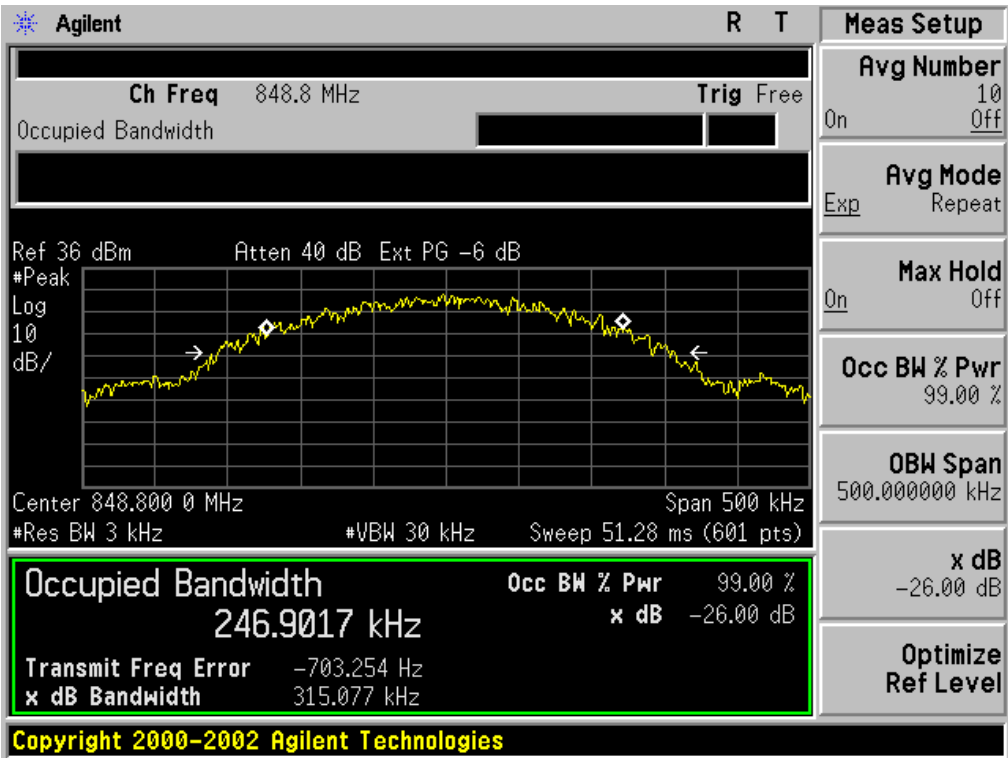 Agilent R T
Ch Freq 848.8 MHz Trig Free
Occupied Bandwidth
Ref 36 dBm Atten 40 dB Ext PG -6 dB
#Peak
Log
10
dB/
Center 848.800 0 MHz Span 500 kHz
#Res BW 3 kHz #VBW 30 kHz Sweep 51.28 ms (601 pts)
Occupied Bandwidth Occ BW % Pwr 99.00 %
246.9017 kHz x dB -26.00 dB
Transmit Freq Error -703.254 Hz
x dB Bandwidth 315.077 kHz
Copyright 2000-2002 Agilent Technologies
Meas Setup
Avg Number
10
On Off
Avg Mode
Exp Repeat
Max Hold
On Off
Occ BW % Pwr
99.00 %
OBW Span
500.000000 kHz
x dB
-26.00 dB
Optimize
Ref Level